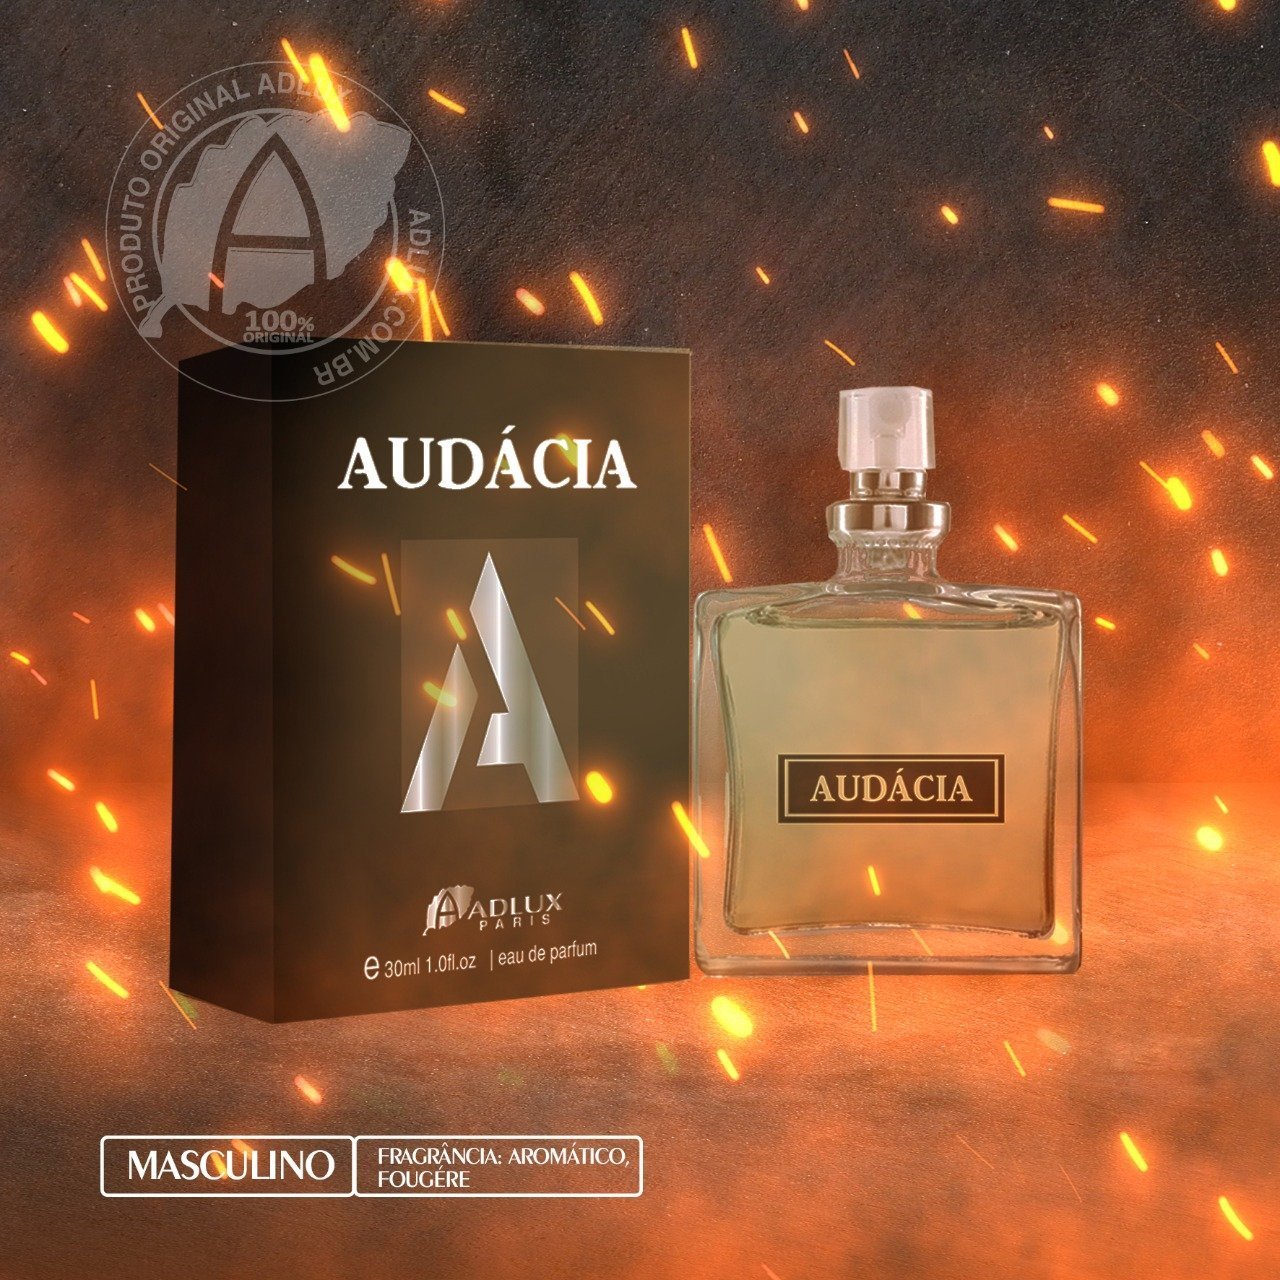 PRODUTO ORIGINAL ADLUX
ADLUX.COM.BR
A
100%
ORIGINAL
AUDÁCIA
A
ADLUX
PARIS
e 30ml 1.0fl.oz | eau de parfum
AUDÁCIA
MASCULINO
FRAGRÂNCIA: AROMÁTICO,
FOUGÉRE